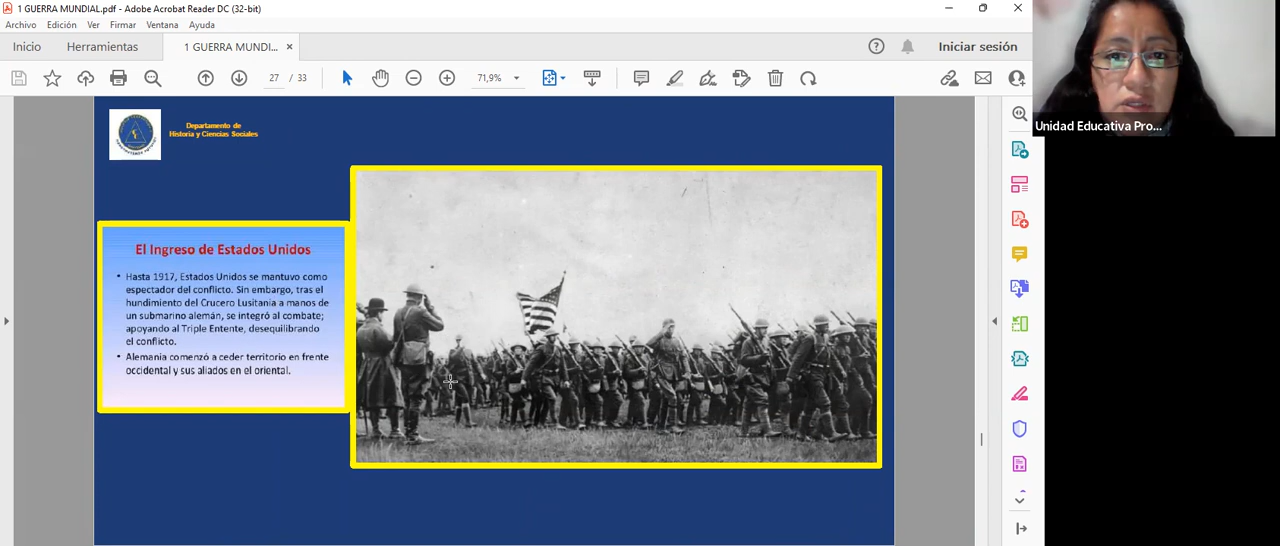 1 GUERRA MUNDIAL.pdf - Adobe Acrobat Reader DC (32-bit)
Archivo Edición Ver Firmar Ventana Ayuda
Inicio Herramientas 1 GUERRA MUNDI... Iniciar sesión
27 / 33 71,9%
Departamento de
Historia y Ciencias Sociales
El Ingreso de Estados Unidos
• Hasta 1917, Estados Unidos se mantuvo como
espectador del conflicto. Sin embargo, tras el
hundimiento del Crucero Lusitania a manos de
un submarino alemán, se integró al combate;
apoyando al Triple Entente, desequilibrando
el conflicto.
• Alemania comenzó a ceder territorio en frente
occidental y sus aliados en el oriental.
Unidad Educativa Pro...